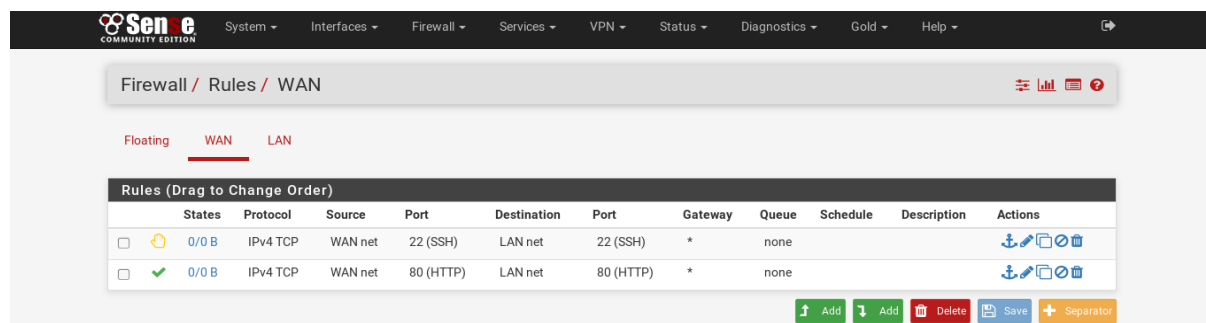 Sense System Interfaces Firewall Services VPN Status Diagnostics Gold Help
COMMUNITY EDITION
Firewall / Rules / WAN
Floating WAN LAN
Rules (Drag to Change Order)
States Protocol Source Port Destination Port Gateway Queue Schedule Description Actions
0/0 B IPv4 TCP WAN net 22 (SSH) LAN net 22 (SSH) * none
0/0 B IPv4 TCP WAN net 80 (HTTP) LAN net 80 (HTTP) * none
Add Add Delete Save Separator